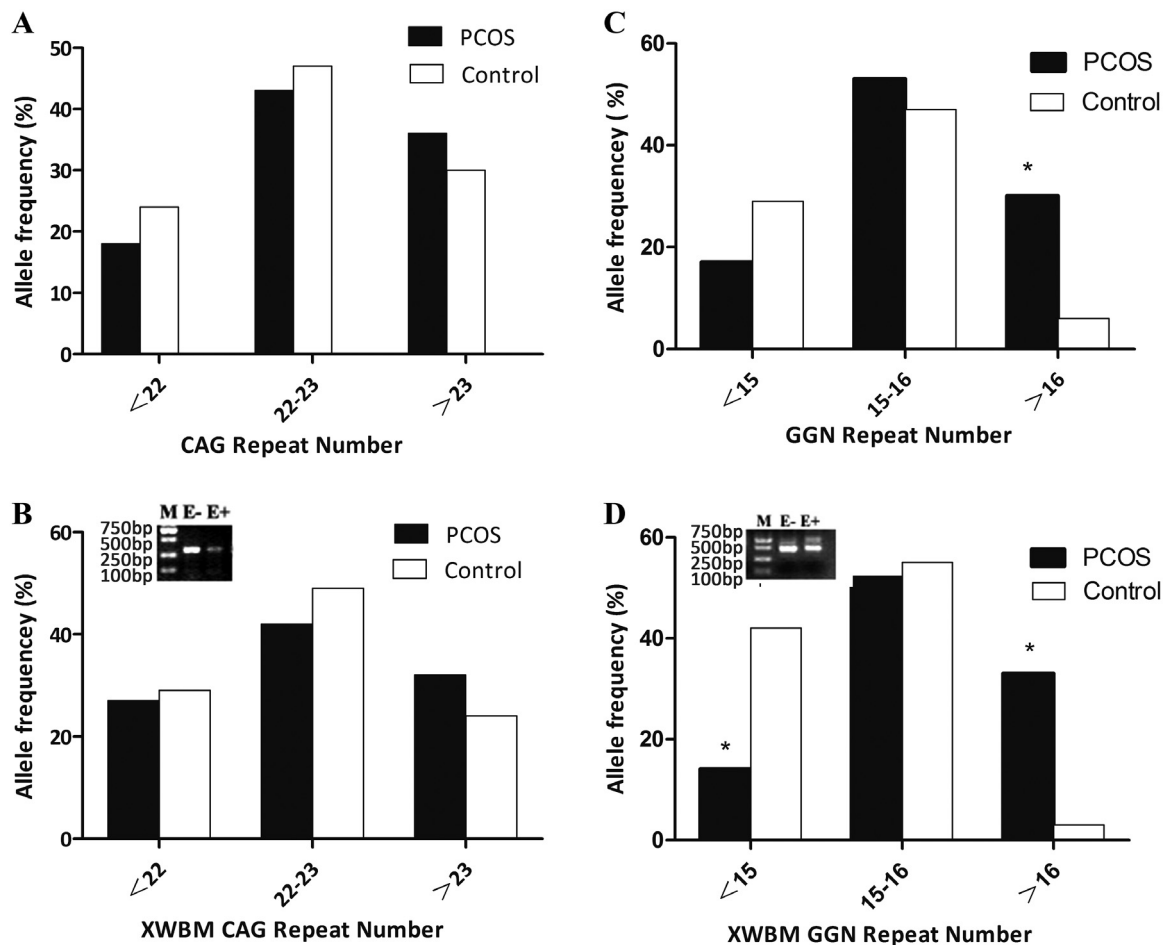 A
PCOS
Control
Allele frequency (%)
50
40
30
20
10
0
<22
22-23
>23
CAG Repeat Number
C
PCOS
Control
Allele frequencey ( %)
60
40
20
0
*
<15
15-16
>16
GGN Repeat Number
B
M E- E+
750bp
500bp
250bp
100bp
PCOS
Control
Allele frequency (%)
60
40
20
0
<22
22-23
>23
XWBM CAG Repeat Number
D
M E- E+
750bp
500bp
250bp
100bp
PCOS
Control
Allele frequency (%)
60
40
20
0
*
*
<15
15-16
>16
XWBM GGN Repeat Number